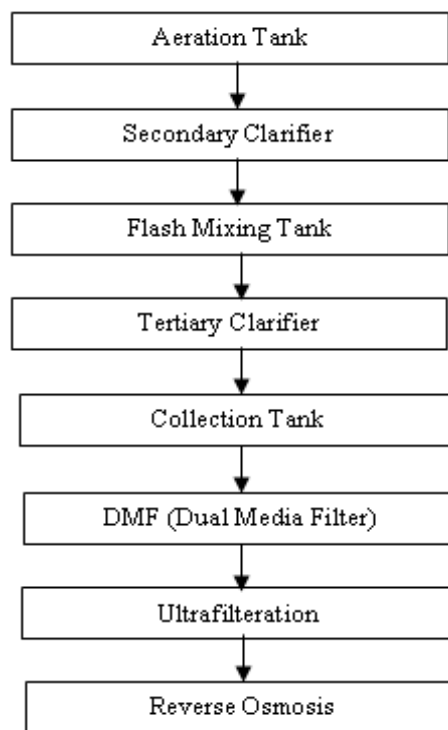 Aeration Tank
Secondary Clarifier
Flash Mixing Tank
Tertiary Clarifier
Collection Tank
DMF (Dual Media Filter)
Ultrafilteration
Reverse Osmosis